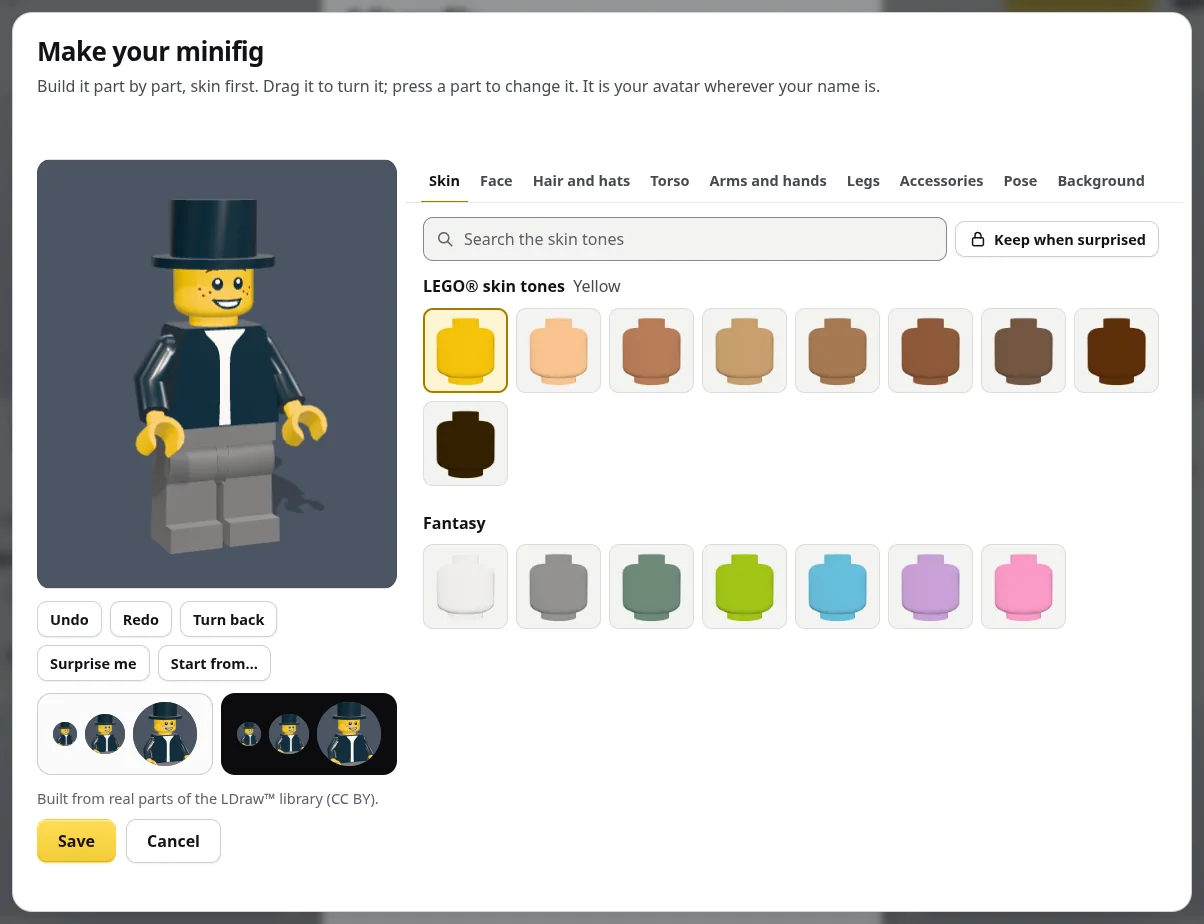 Make your minifig
Build it part by part, skin first. Drag it to turn it; press a part to change it. It is your avatar wherever your name is.
Skin Face Hair and hats Torso Arms and hands Legs Accessories Pose Background
Search the skin tones
Keep when surprised
LEGO® skin tones Yellow
Fantasy
Undo Redo Turn back
Surprise me Start from...
Built from real parts of the LDraw™ library (CC BY).
Save Cancel